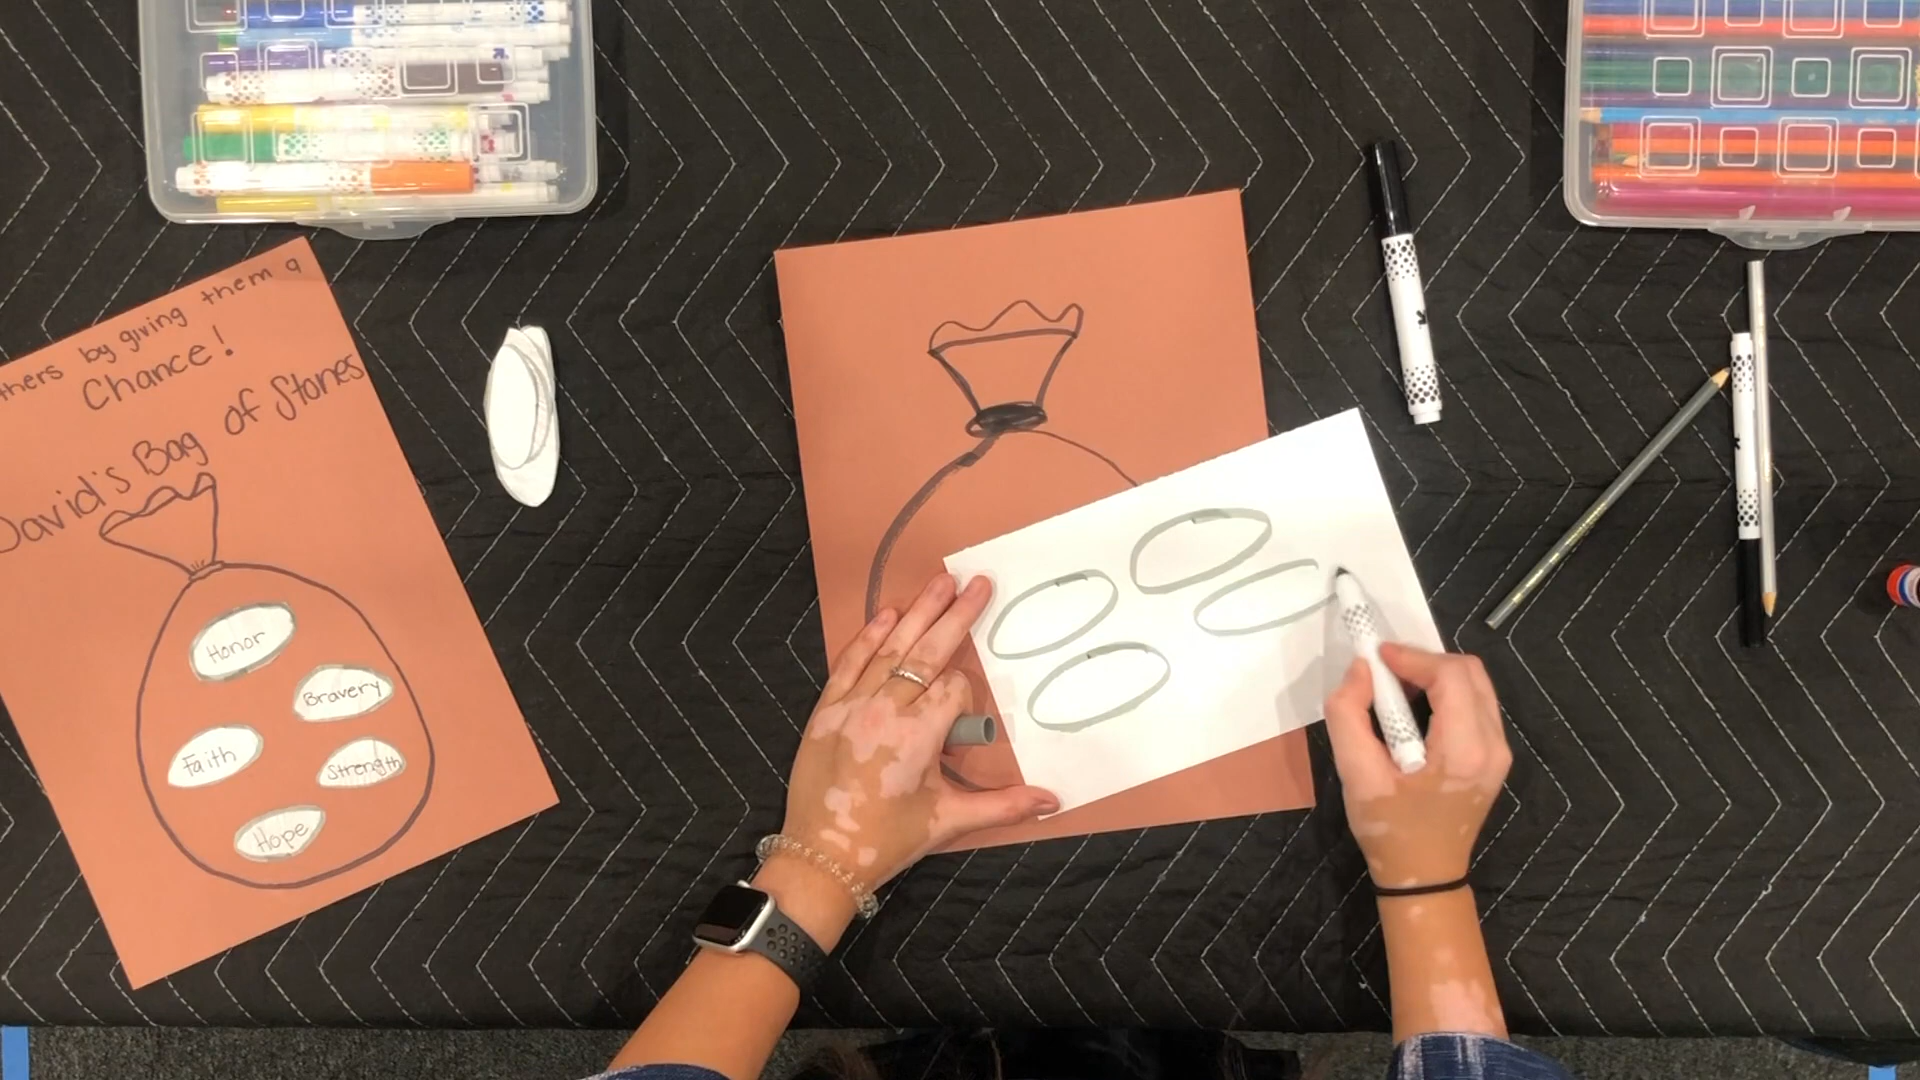 thers by giving them a
Chance!
David's Bag of Stones
Honor
Bravery
Faith
Strength
Hope